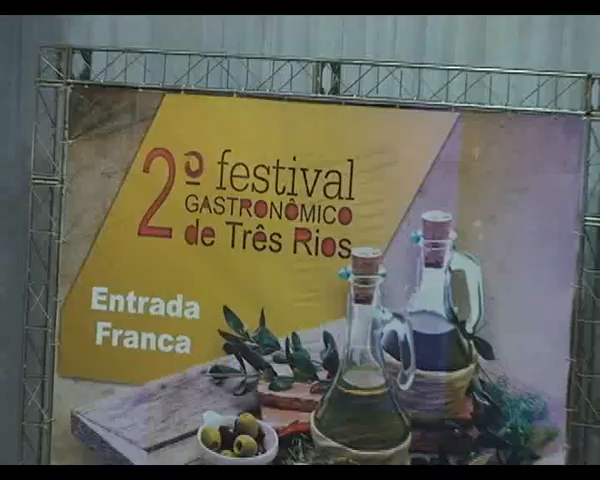 2º festival
GASTRONÔMICO
de Três Rios
Entrada
Franca